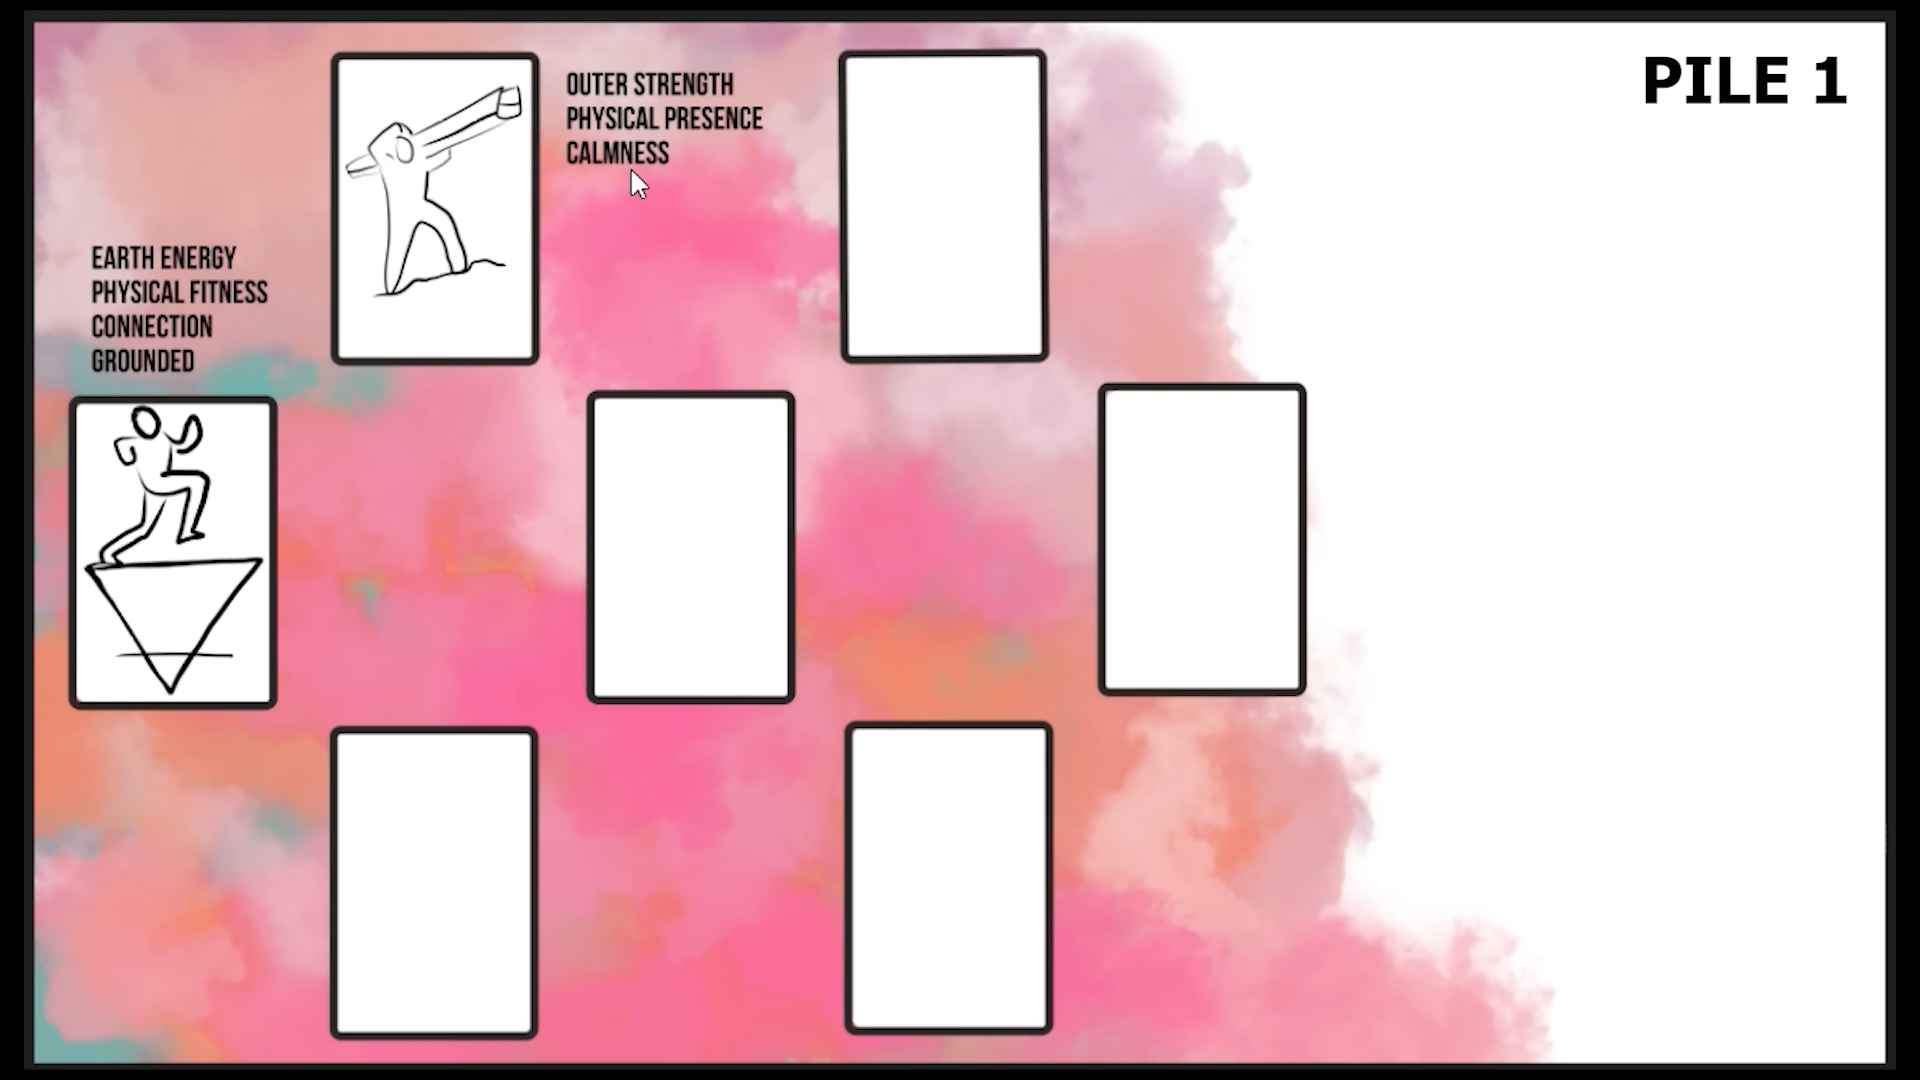 PILE 1
OUTER STRENGTH
PHYSICAL PRESENCE
CALMNESS
EARTH ENERGY
PHYSICAL FITNESS
CONNECTION
GROUNDED